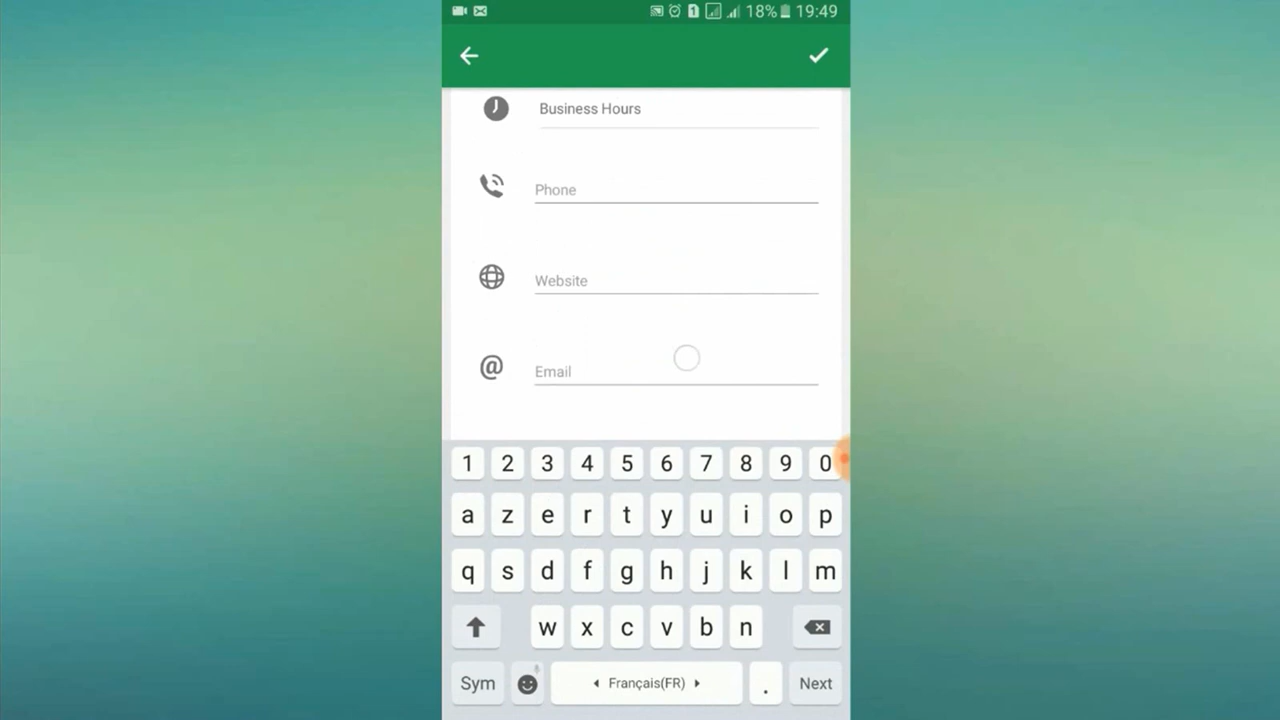 18% 19:49
Business Hours
Phone
Website
@ Email
1 2 3 4 5 6 7 8 9 0
a z e r t y u i o p
q s d f g h j k l m
w x c v b n
Sym Français(FR) . Next